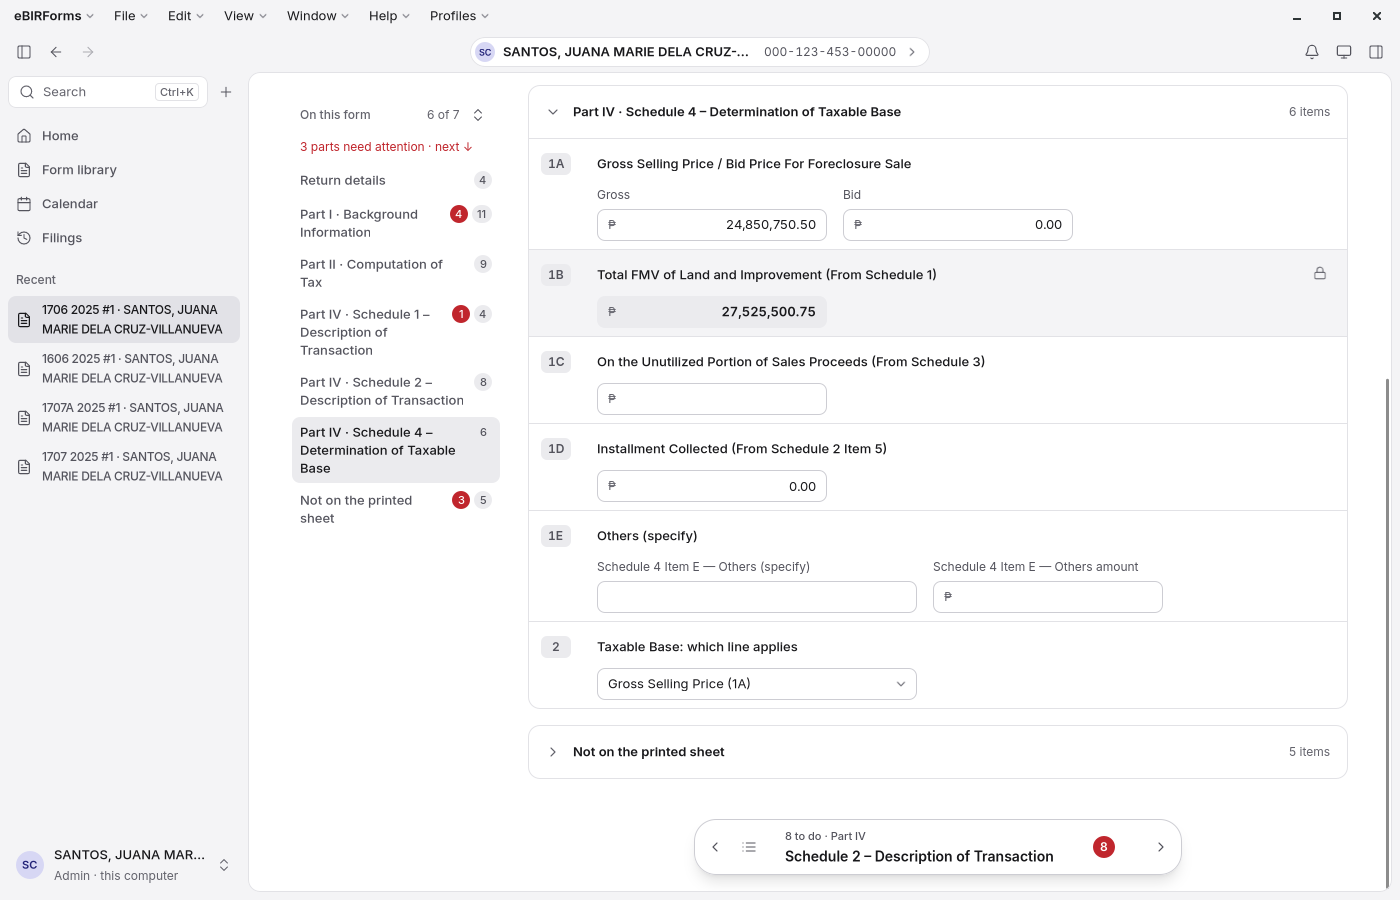 eBIRForms File Edit View Window Help Profiles
SC SANTOS, JUANA MARIE DELA CRUZ-... 000-123-453-00000
Search Ctrl+K
Home
Form library
Calendar
Filings
Recent
1706 2025 #1 · SANTOS, JUANA
MARIE DELA CRUZ-VILLANUEVA
1606 2025 #1 · SANTOS, JUANA
MARIE DELA CRUZ-VILLANUEVA
1707A 2025 #1 · SANTOS, JUANA
MARIE DELA CRUZ-VILLANUEVA
1707 2025 #1 · SANTOS, JUANA
MARIE DELA CRUZ-VILLANUEVA
SC SANTOS, JUANA MAR...
Admin · this computer
On this form 6 of 7
3 parts need attention · next ↓
Return details 4
Part I · Background 4 11
Information
Part II · Computation of 9
Tax
Part IV · Schedule 1 – 1 4
Description of
Transaction
Part IV · Schedule 2 – 8
Description of Transaction
Part IV · Schedule 4 – 6
Determination of Taxable
Base
Not on the printed 3 5
sheet
Part IV · Schedule 4 – Determination of Taxable Base 6 items
1A Gross Selling Price / Bid Price For Foreclosure Sale
Gross Bid
₱ 24,850,750.50 ₱ 0.00
1B Total FMV of Land and Improvement (From Schedule 1)
₱ 27,525,500.75
1C On the Unutilized Portion of Sales Proceeds (From Schedule 3)
₱
1D Installment Collected (From Schedule 2 Item 5)
₱ 0.00
1E Others (specify)
Schedule 4 Item E — Others (specify) Schedule 4 Item E — Others amount
₱
2 Taxable Base: which line applies
Gross Selling Price (1A)
Not on the printed sheet 5 items
8 to do · Part IV
Schedule 2 – Description of Transaction 8